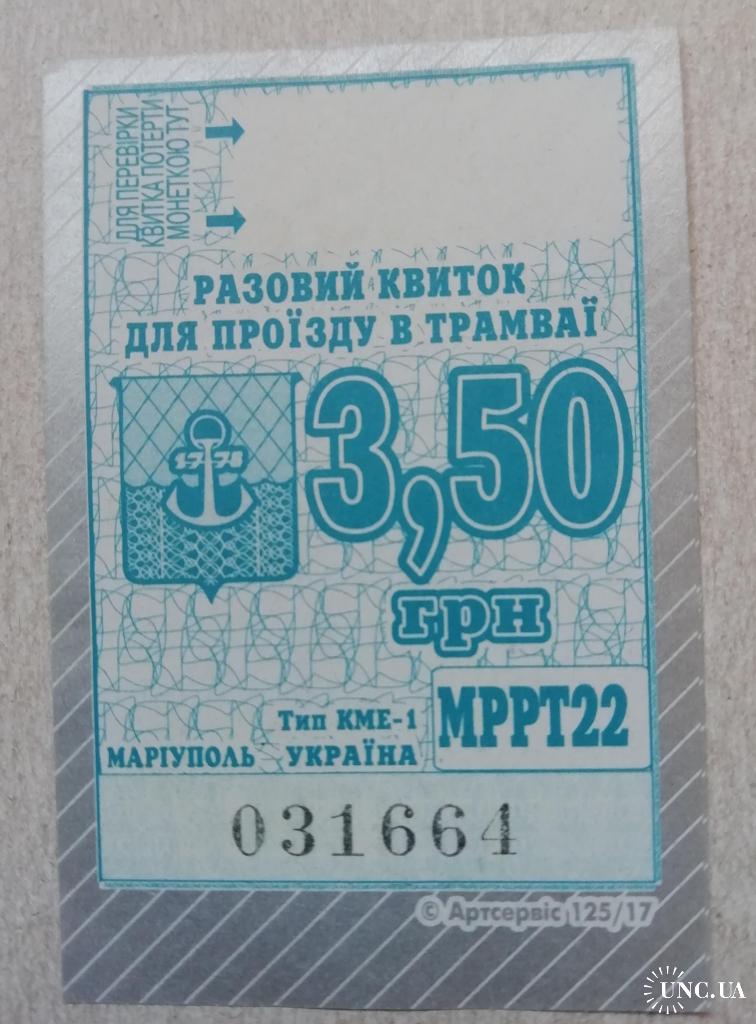 ДЛЯ ПЕРЕВІРКИ
КВИТКА ПОТЕРТИ
МОНЕТКОЮ ТУТ
РАЗОВИЙ КВИТОК
ДЛЯ ПРОЇЗДУ В ТРАМВАЇ
1778
3,50
грн
Тип КМЕ-1
МАРІУПОЛЬ УКРАЇНА
МРРТ22
031664
© Артсервіс 125/17
UNC.UA